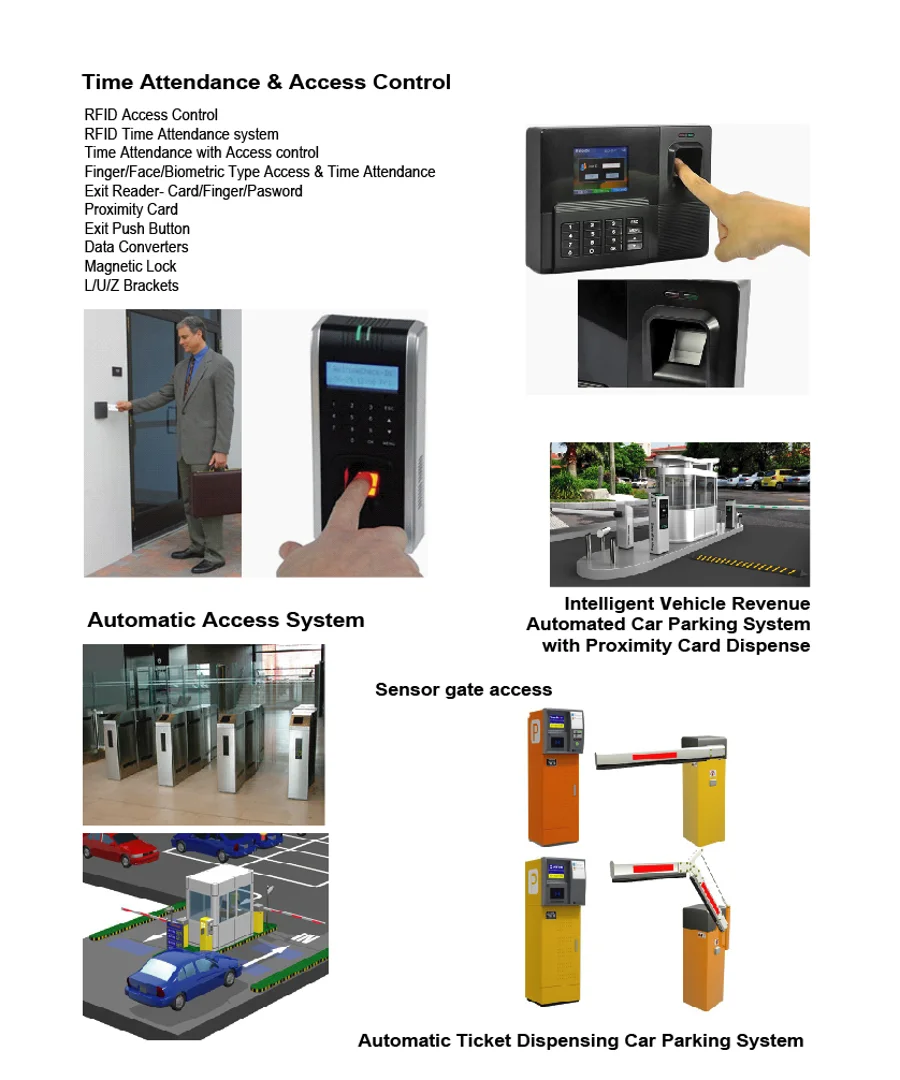 Time Attendance & Access Control
RFID Access Control
RFID Time Attendance system
Time Attendance with Access control
Finger/Face/Biometric Type Access & Time Attendance
Exit Reader- Card/Finger/Pasword
Proximity Card
Exit Push Button
Data Converters
Magnetic Lock
L/U/Z Brackets
Intelligent Vehicle Revenue
Automated Car Parking System
with Proximity Card Dispense
Automatic Access System
Sensor gate access
P
IN
Automatic Ticket Dispensing Car Parking System